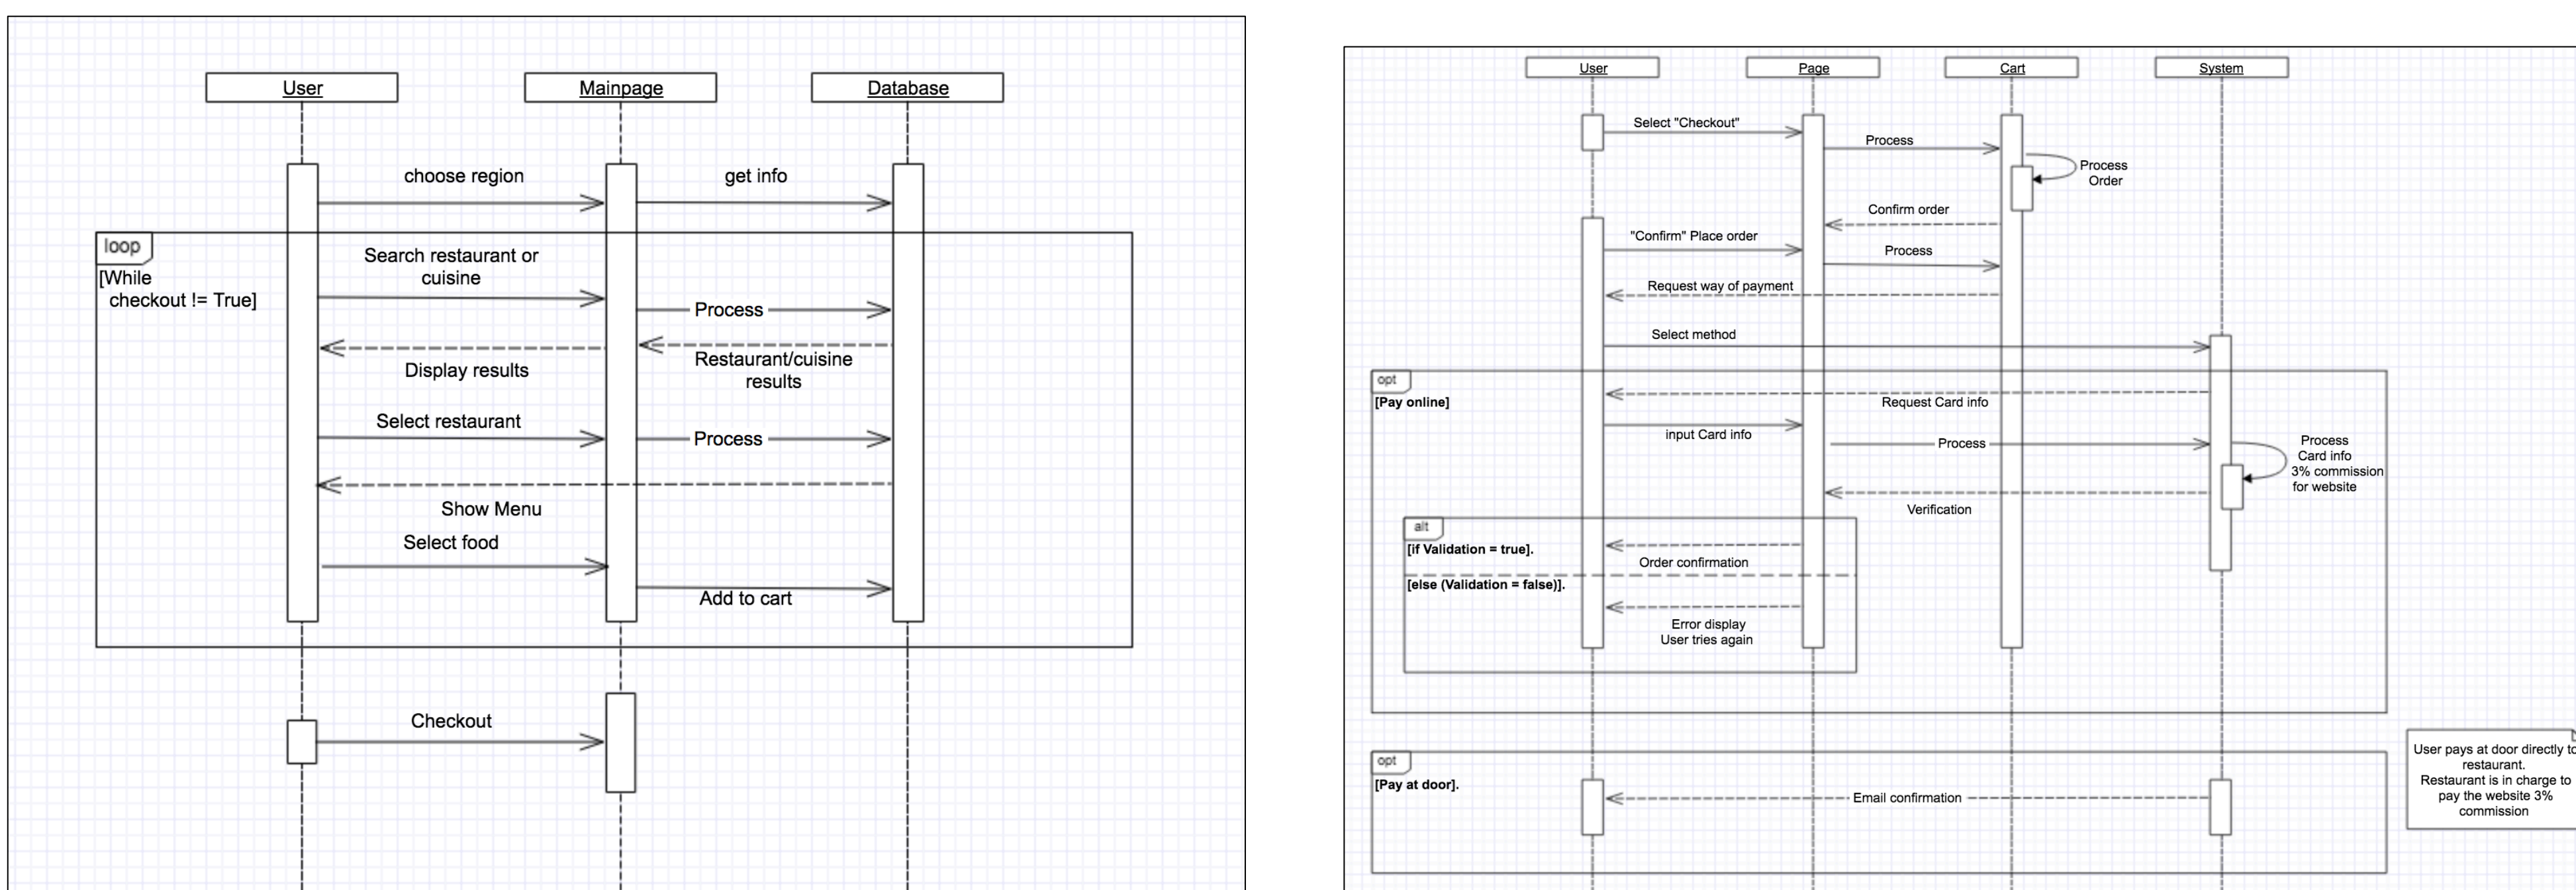 User
Mainpage
Database
choose region
get info
loop
[While
checkout != True]
Search restaurant or
cuisine
Process
Display results
Restaurant/cuisine
results
Select restaurant
Process
Show Menu
Select food
Add to cart
Checkout
User
Page
Cart
System
Select "Checkout"
Process
Process
Order
Confirm order
"Confirm" Place order
Process
Request way of payment
Select method
opt
[Pay online]
Request Card info
input Card info
Process
Process
Card info
3% commission
for website
Verification
alt
[if Validation = true].
Order confirmation
[else (Validation = false)].
Error display
User tries again
opt
[Pay at door].
Email confirmation
User pays at door directly to
restaurant.
Restaurant is in charge to
pay the website 3%
commission